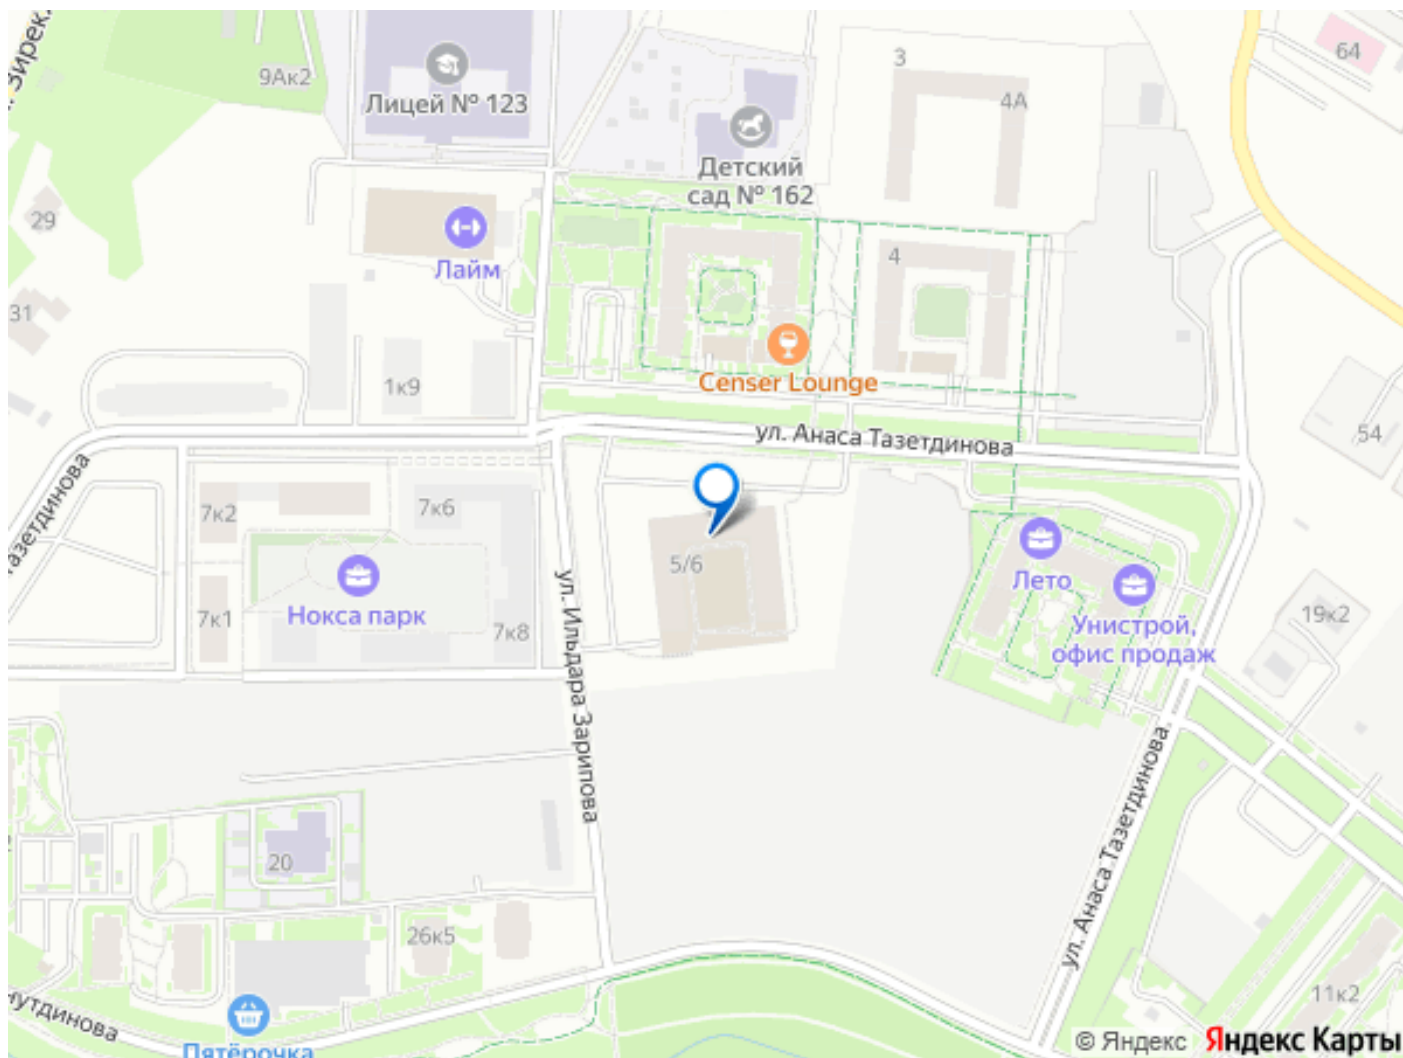 Зирек
64
9Ак2
3
4А
Лицей № 123
Детский
сад № 162
29
4
Лайм
31
1к9
Censer Lounge
ул. Анаса Тазетдинова
54
7к2
7к6
5/6
Нокса парк
7к1
7к8
Лето
Унистрой,
офис продаж
19к2
ул. Ильдара Зарипова
ул. Анаса Тазетдинова
20
26к5
11к2
нутдинова
Пятёрочка
© Яндекс Яндекс Карты